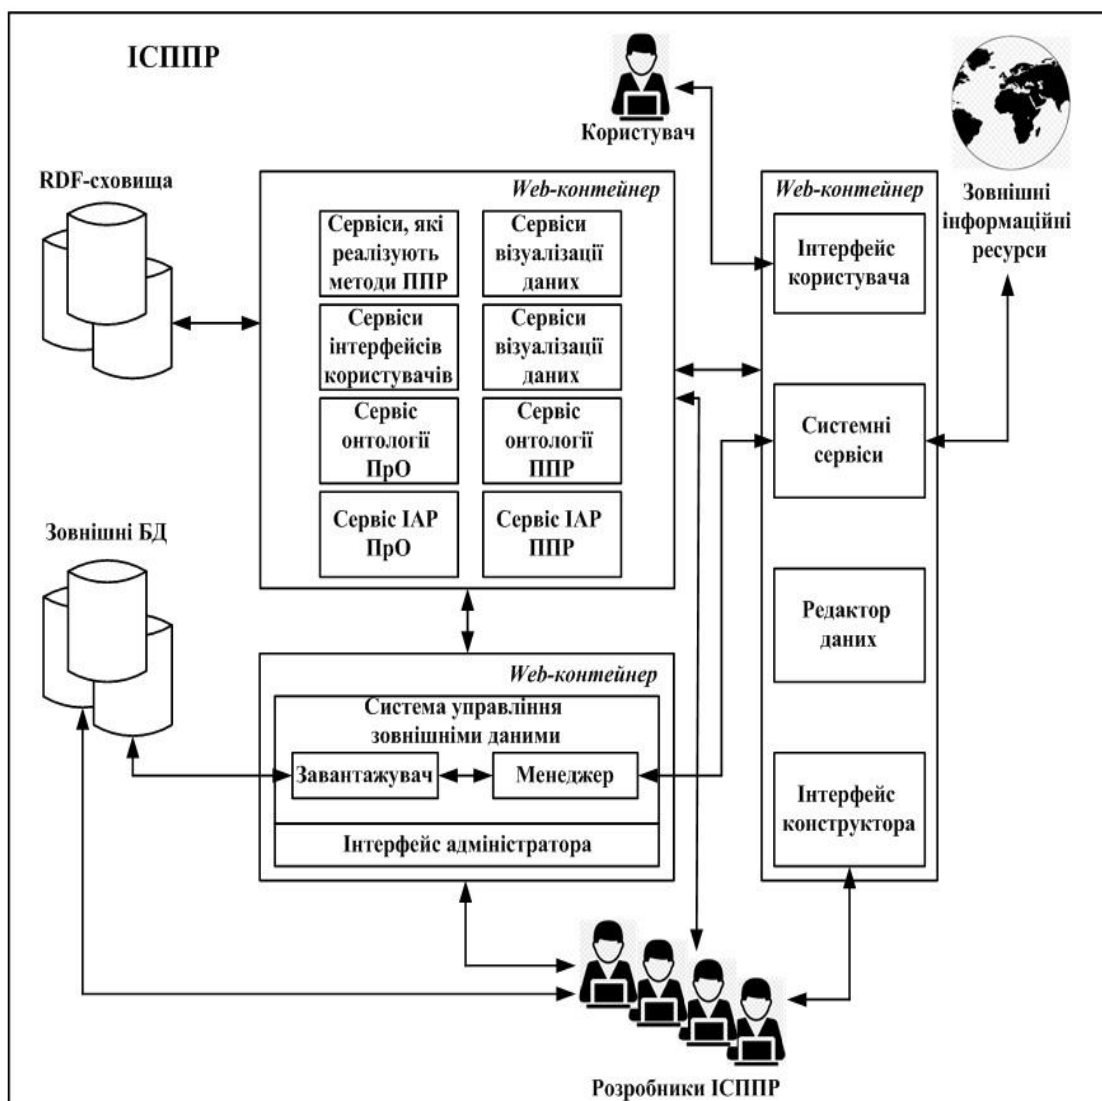 ІСППР
Користувач
RDF-сховища
Зовнішні
інформаційні
ресурси
Web-контейнер
Сервіси, які
реалізують
методи ППР
Сервіси
візуалізації
даних
Сервіси
інтерфейсів
користувачів
Сервіси
візуалізації
даних
Сервіс
онтології
ПрО
Сервіс
онтології
ППР
Сервіс ІАР
ПрО
Сервіс ІАР
ППР
Web-контейнер
Інтерфейс
користувача
Системні
сервіси
Редактор
даних
Інтерфейс
конструктора
Зовнішні БД
Web-контейнер
Система управління
зовнішніми даними
Завантажувач
Менеджер
Інтерфейс адміністратора
Розробники ІСППР